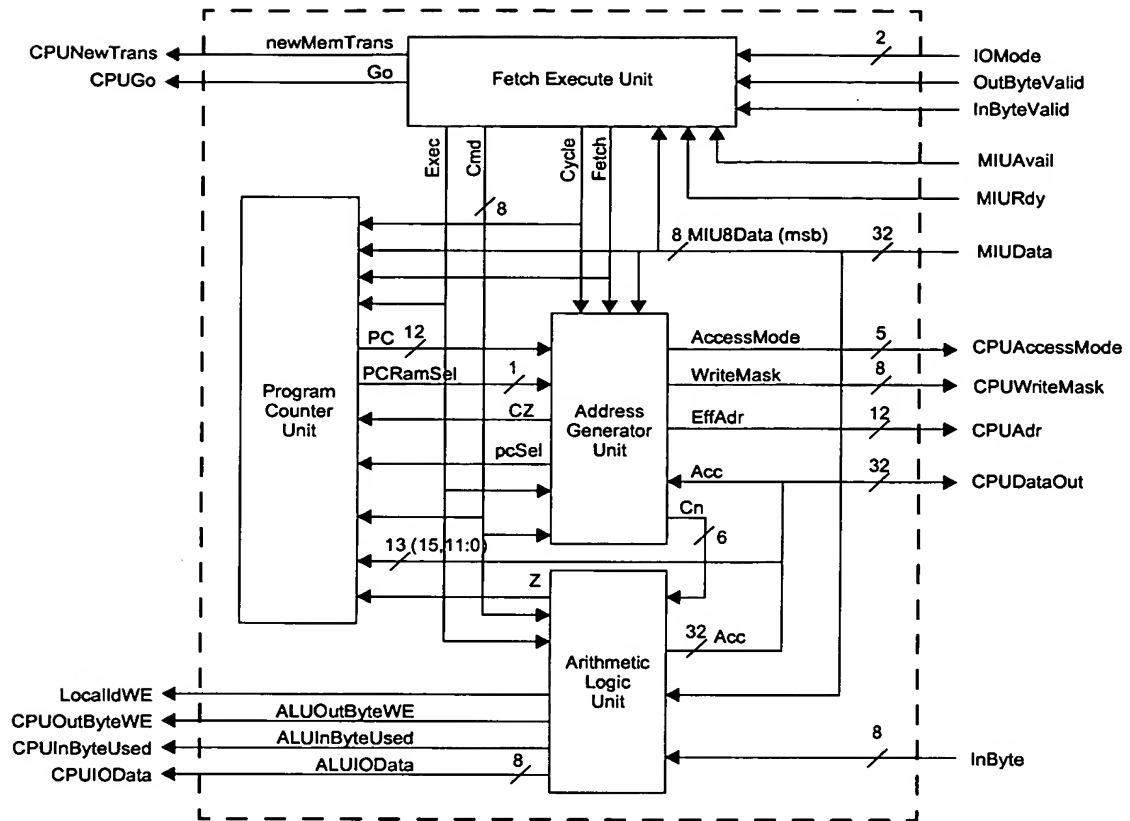 newMemTrans
CPUNewTrans
Go
CPUGo
Fetch Execute Unit
2
IOMode
OutByteValid
InByteValid
Exec
Cmd
Cycle
Fetch
MIUAvail
MIURdy
8
8 MIU8Data (msb)
32
MIUData
PC
12
PCRamSel
1
CZ
pcSel
Program
Counter
Unit
Address
Generator
Unit
AccessMode
5
CPUAccessMode
WriteMask
8
CPUWriteMask
EffAdr
12
CPUAdr
Acc
32
CPUDataOut
Cn
6
13 (15,11:0)
Z
32 Acc
Arithmetic
Logic
Unit
LocalIdWE
ALUOutByteWE
CPUOutByteWE
ALUInByteUsed
CPUInByteUsed
ALUIOData
8
CPUIOData
8
InByte